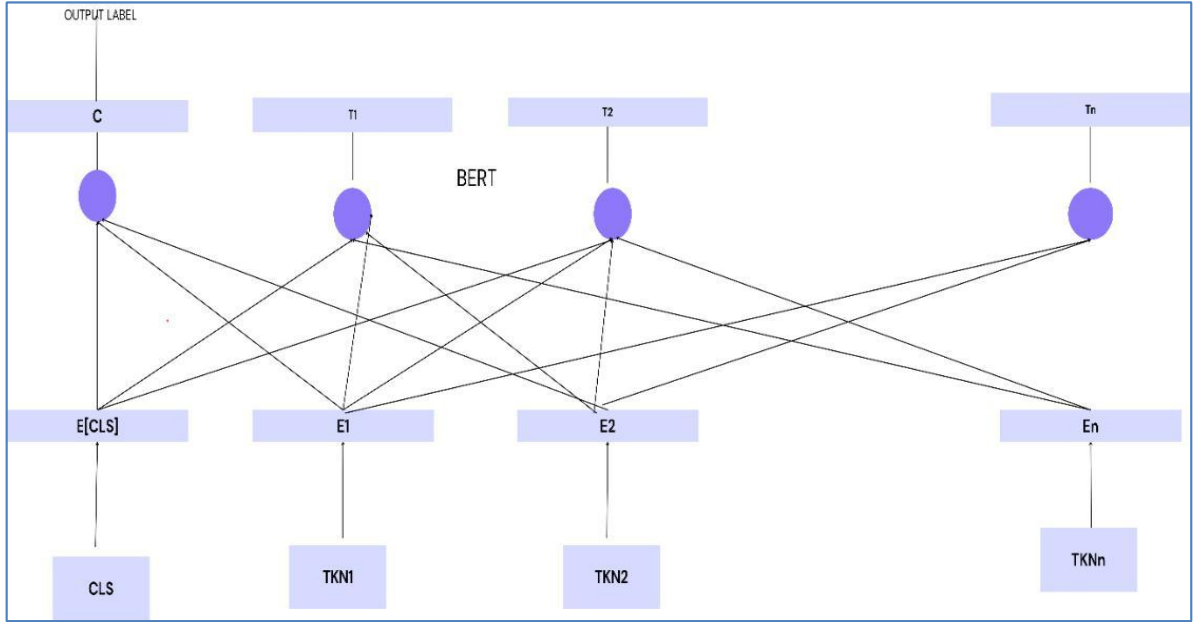 OUTPUT LABEL
C
T1
T2
Tn
BERT
E[CLS]
E1
E2
En
CLS
TKN1
TKN2
TKNn